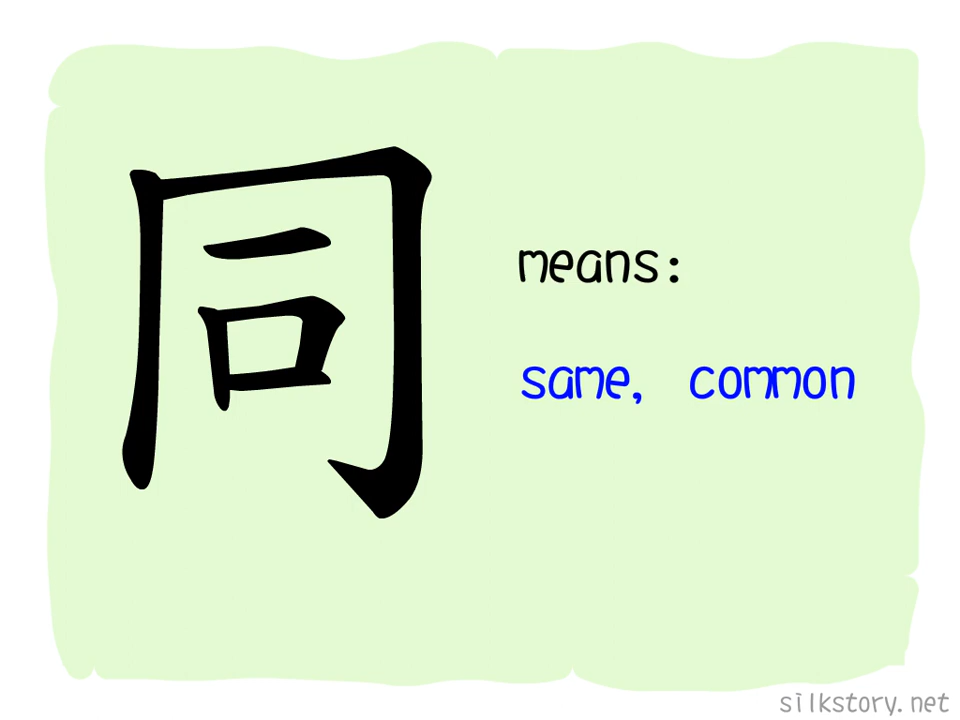 同
means:
same, common
silkstory.net